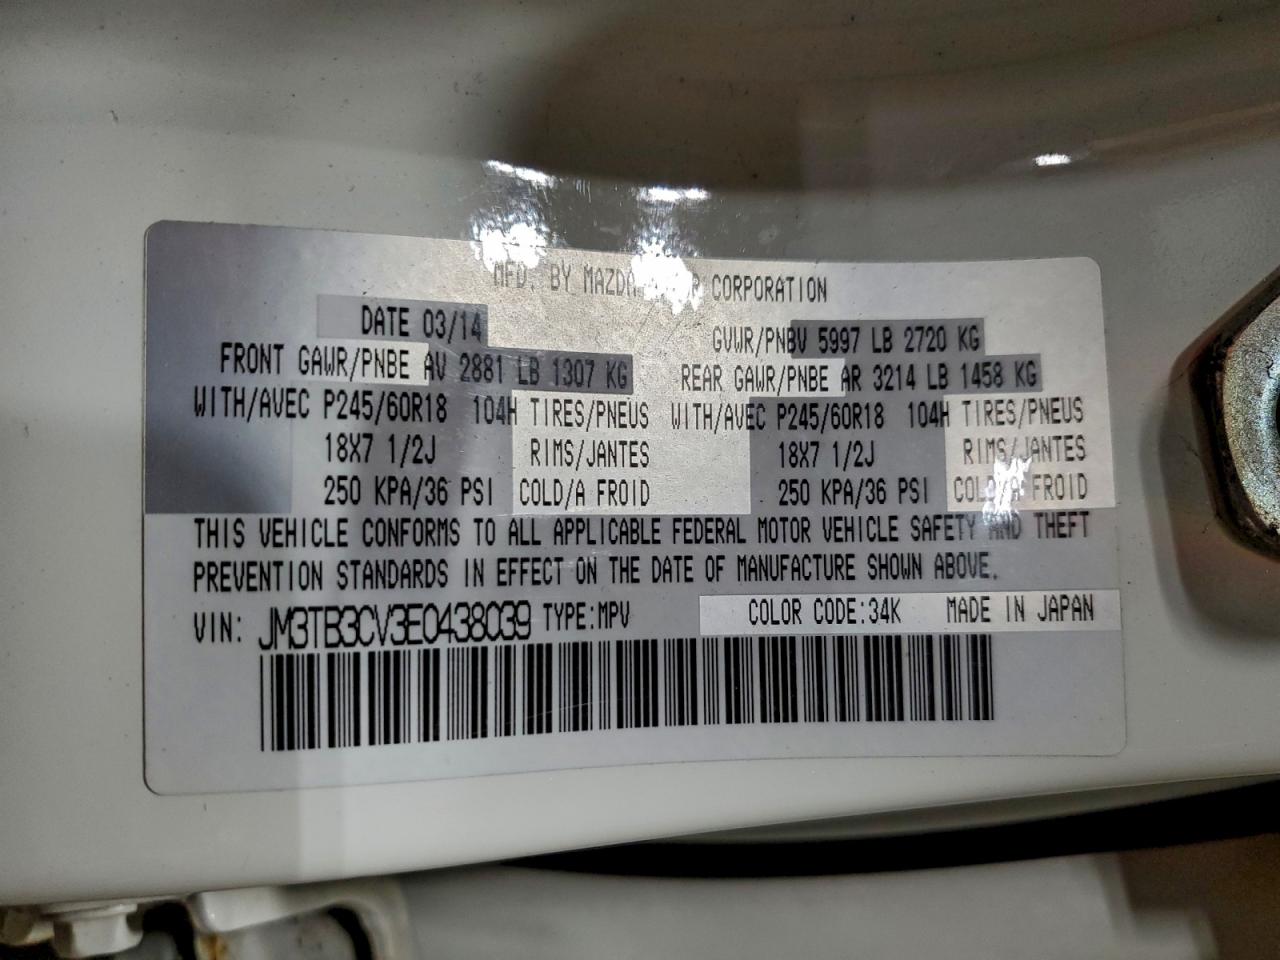 MFD. BY MAZDA CORPORATION
DATE 03/14 GVWR/PNBV 5997 LB 2720 KG
FRONT GAWR/PNBE AV 2881 LB 1307 KG REAR GAWR/PNBE AR 3214 LB 1458 KG
WITH/AVEC P245/60R18 104H TIRES/PNEUS WITH/AVEC P245/60R18 104H TIRES/PNEUS
18X7 1/2J RIMS/JANTES 18X7 1/2J RIMS/JANTES
250 KPA/36 PSI COLD/A FROID 250 KPA/36 PSI COLD/A FROID
THIS VEHICLE CONFORMS TO ALL APPLICABLE FEDERAL MOTOR VEHICLE SAFETY AND THEFT
PREVENTION STANDARDS IN EFFECT ON THE DATE OF MANUFACTURE SHOWN ABOVE.
VIN: JM3TB3CV3E0438039 TYPE:MPV COLOR CODE:34K MADE IN JAPAN